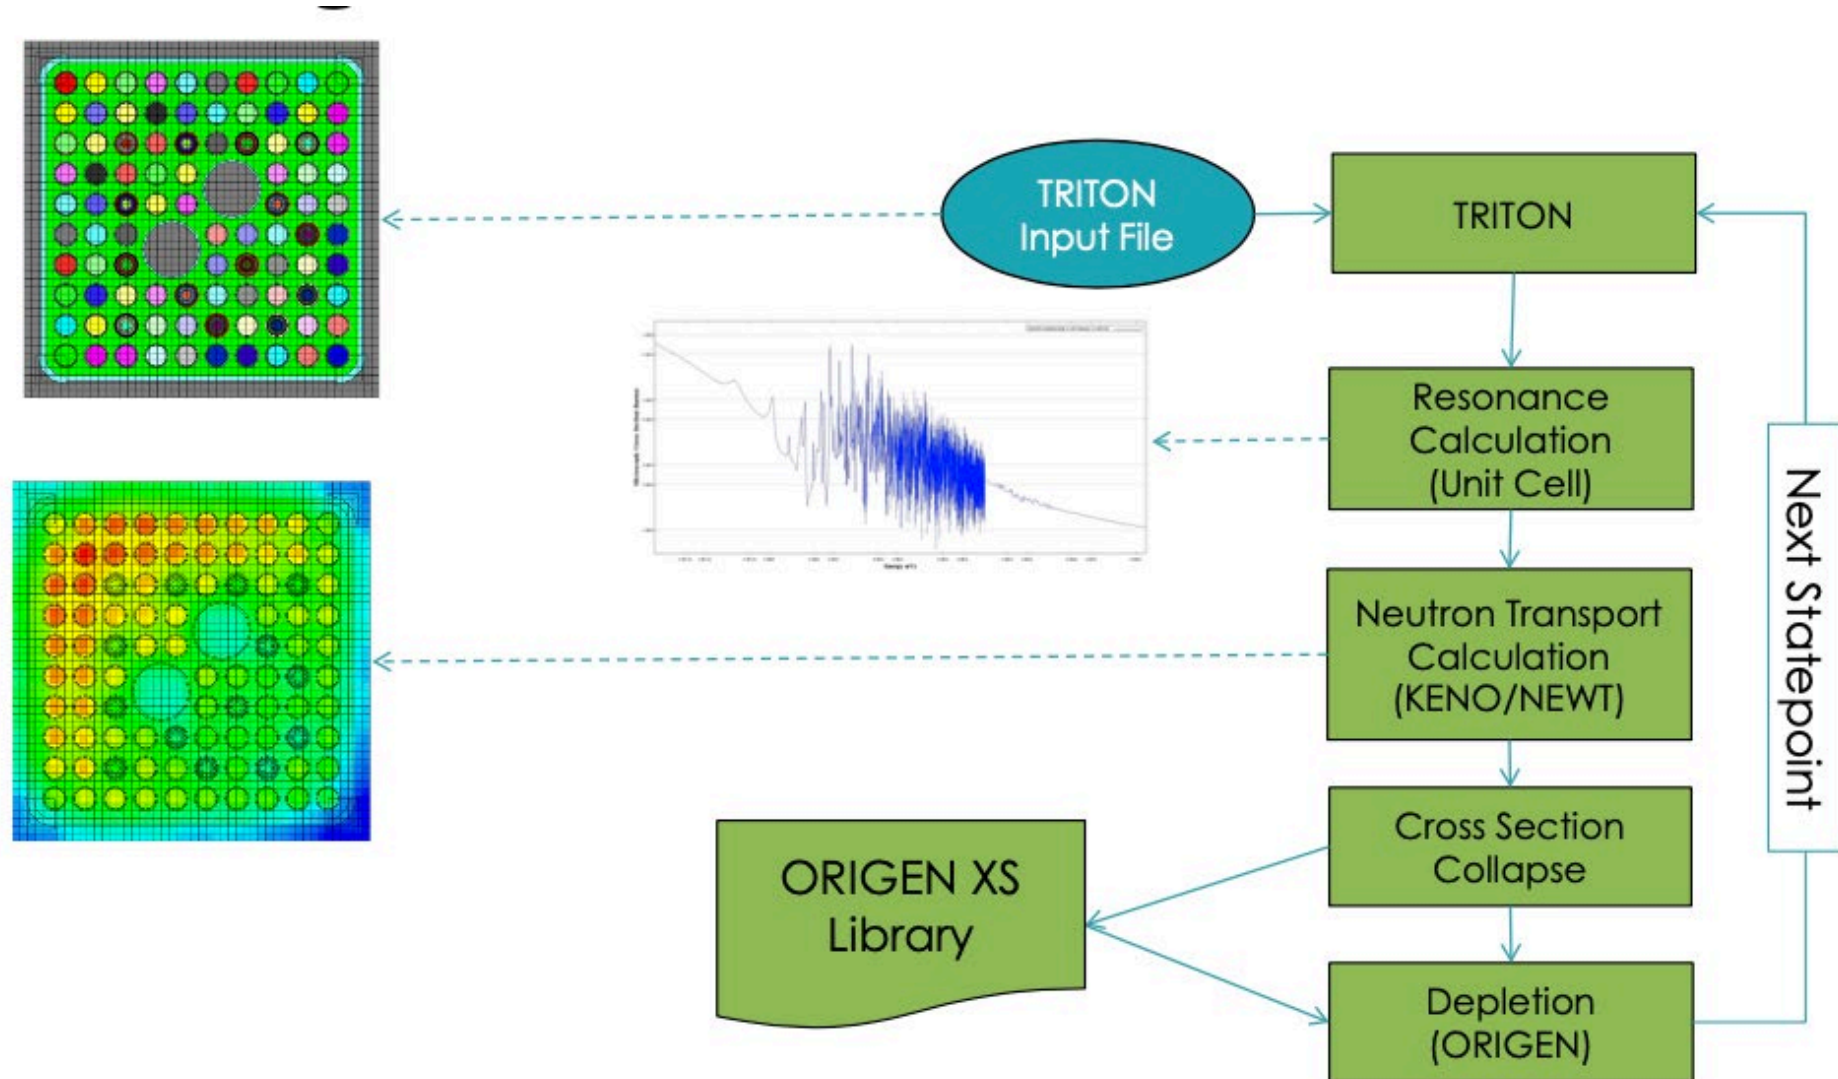 TRITON
Input File
TRITON
Resonance
Calculation
(Unit Cell)
Neutron Transport
Calculation
(KENO/NEWT)
Cross Section
Collapse
ORIGEN XS
Library
Depletion
(ORIGEN)
Next Statepoint